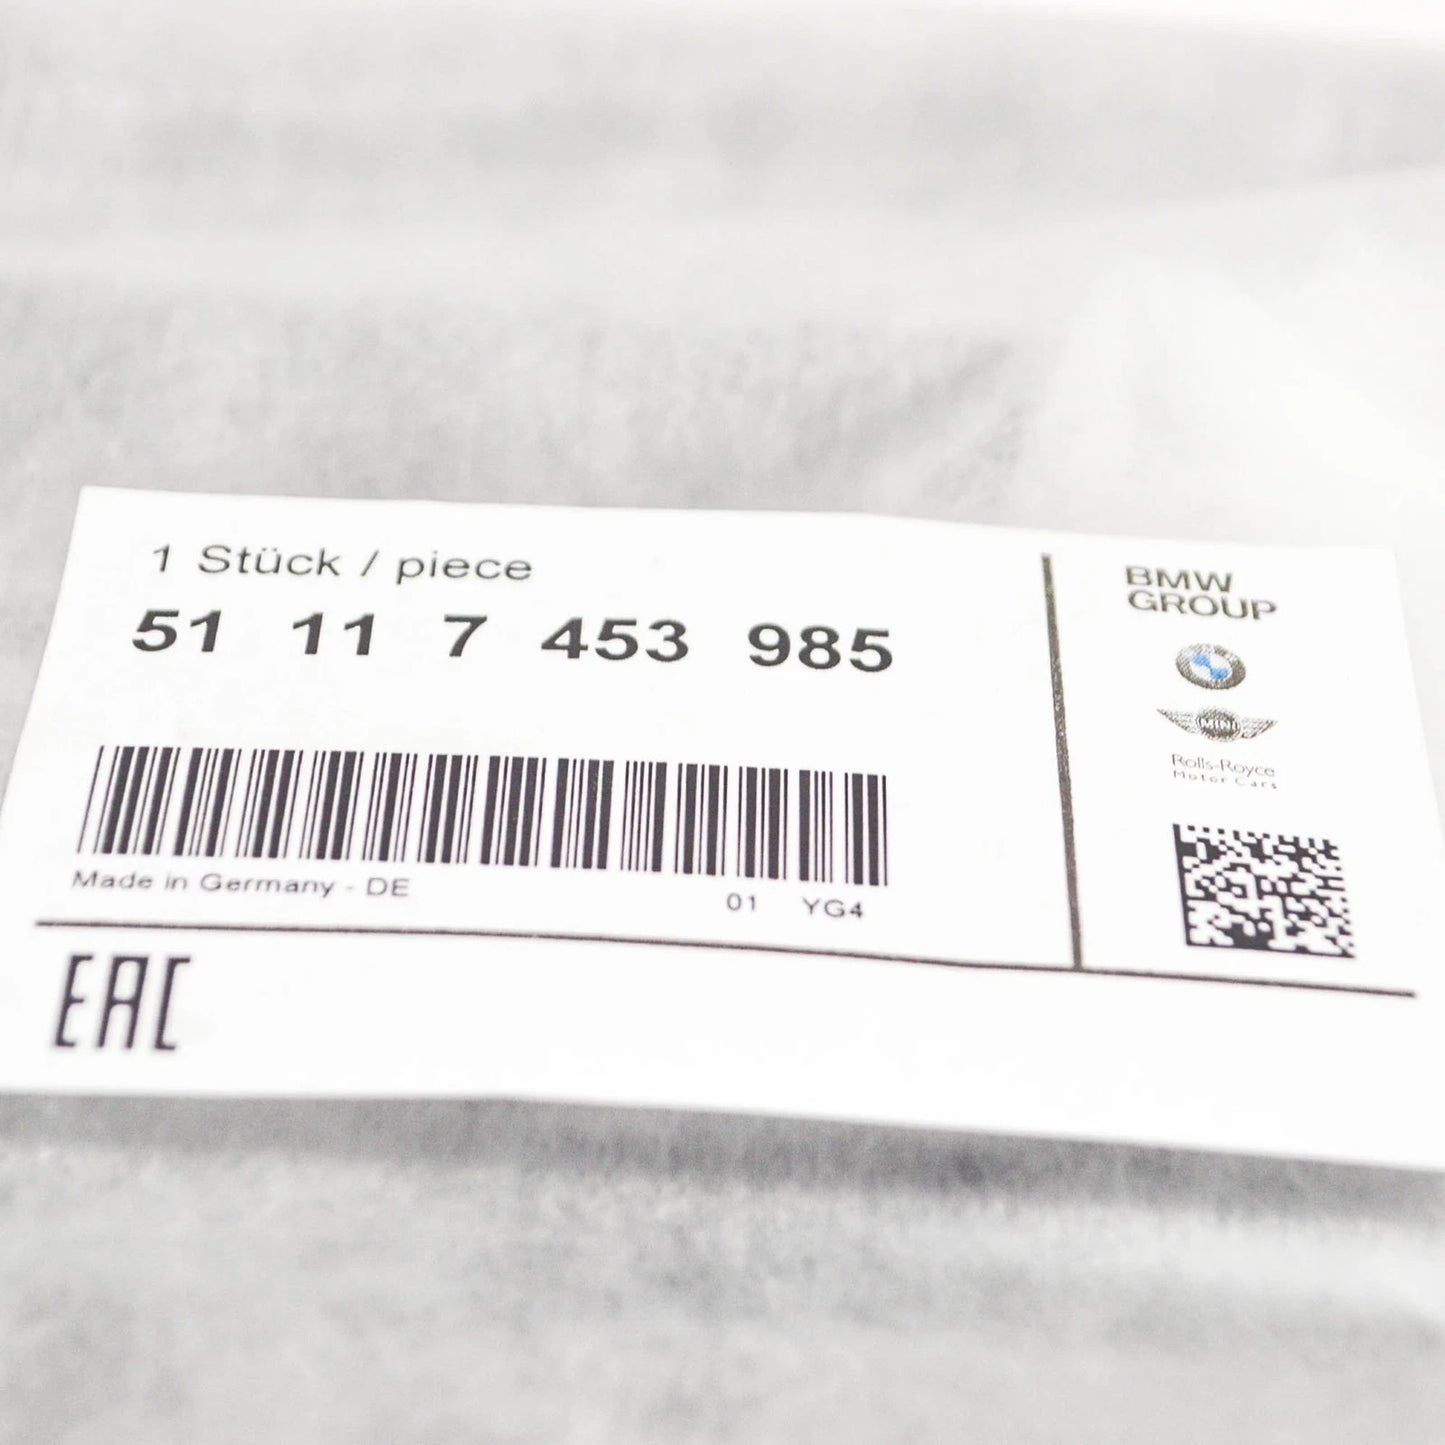 1 Stück / piece
51 11 7 453 985
Made in Germany - DE
01 YG4
EAC
BMW
GROUP
MINI
Rolls-Royce
Motor Cars